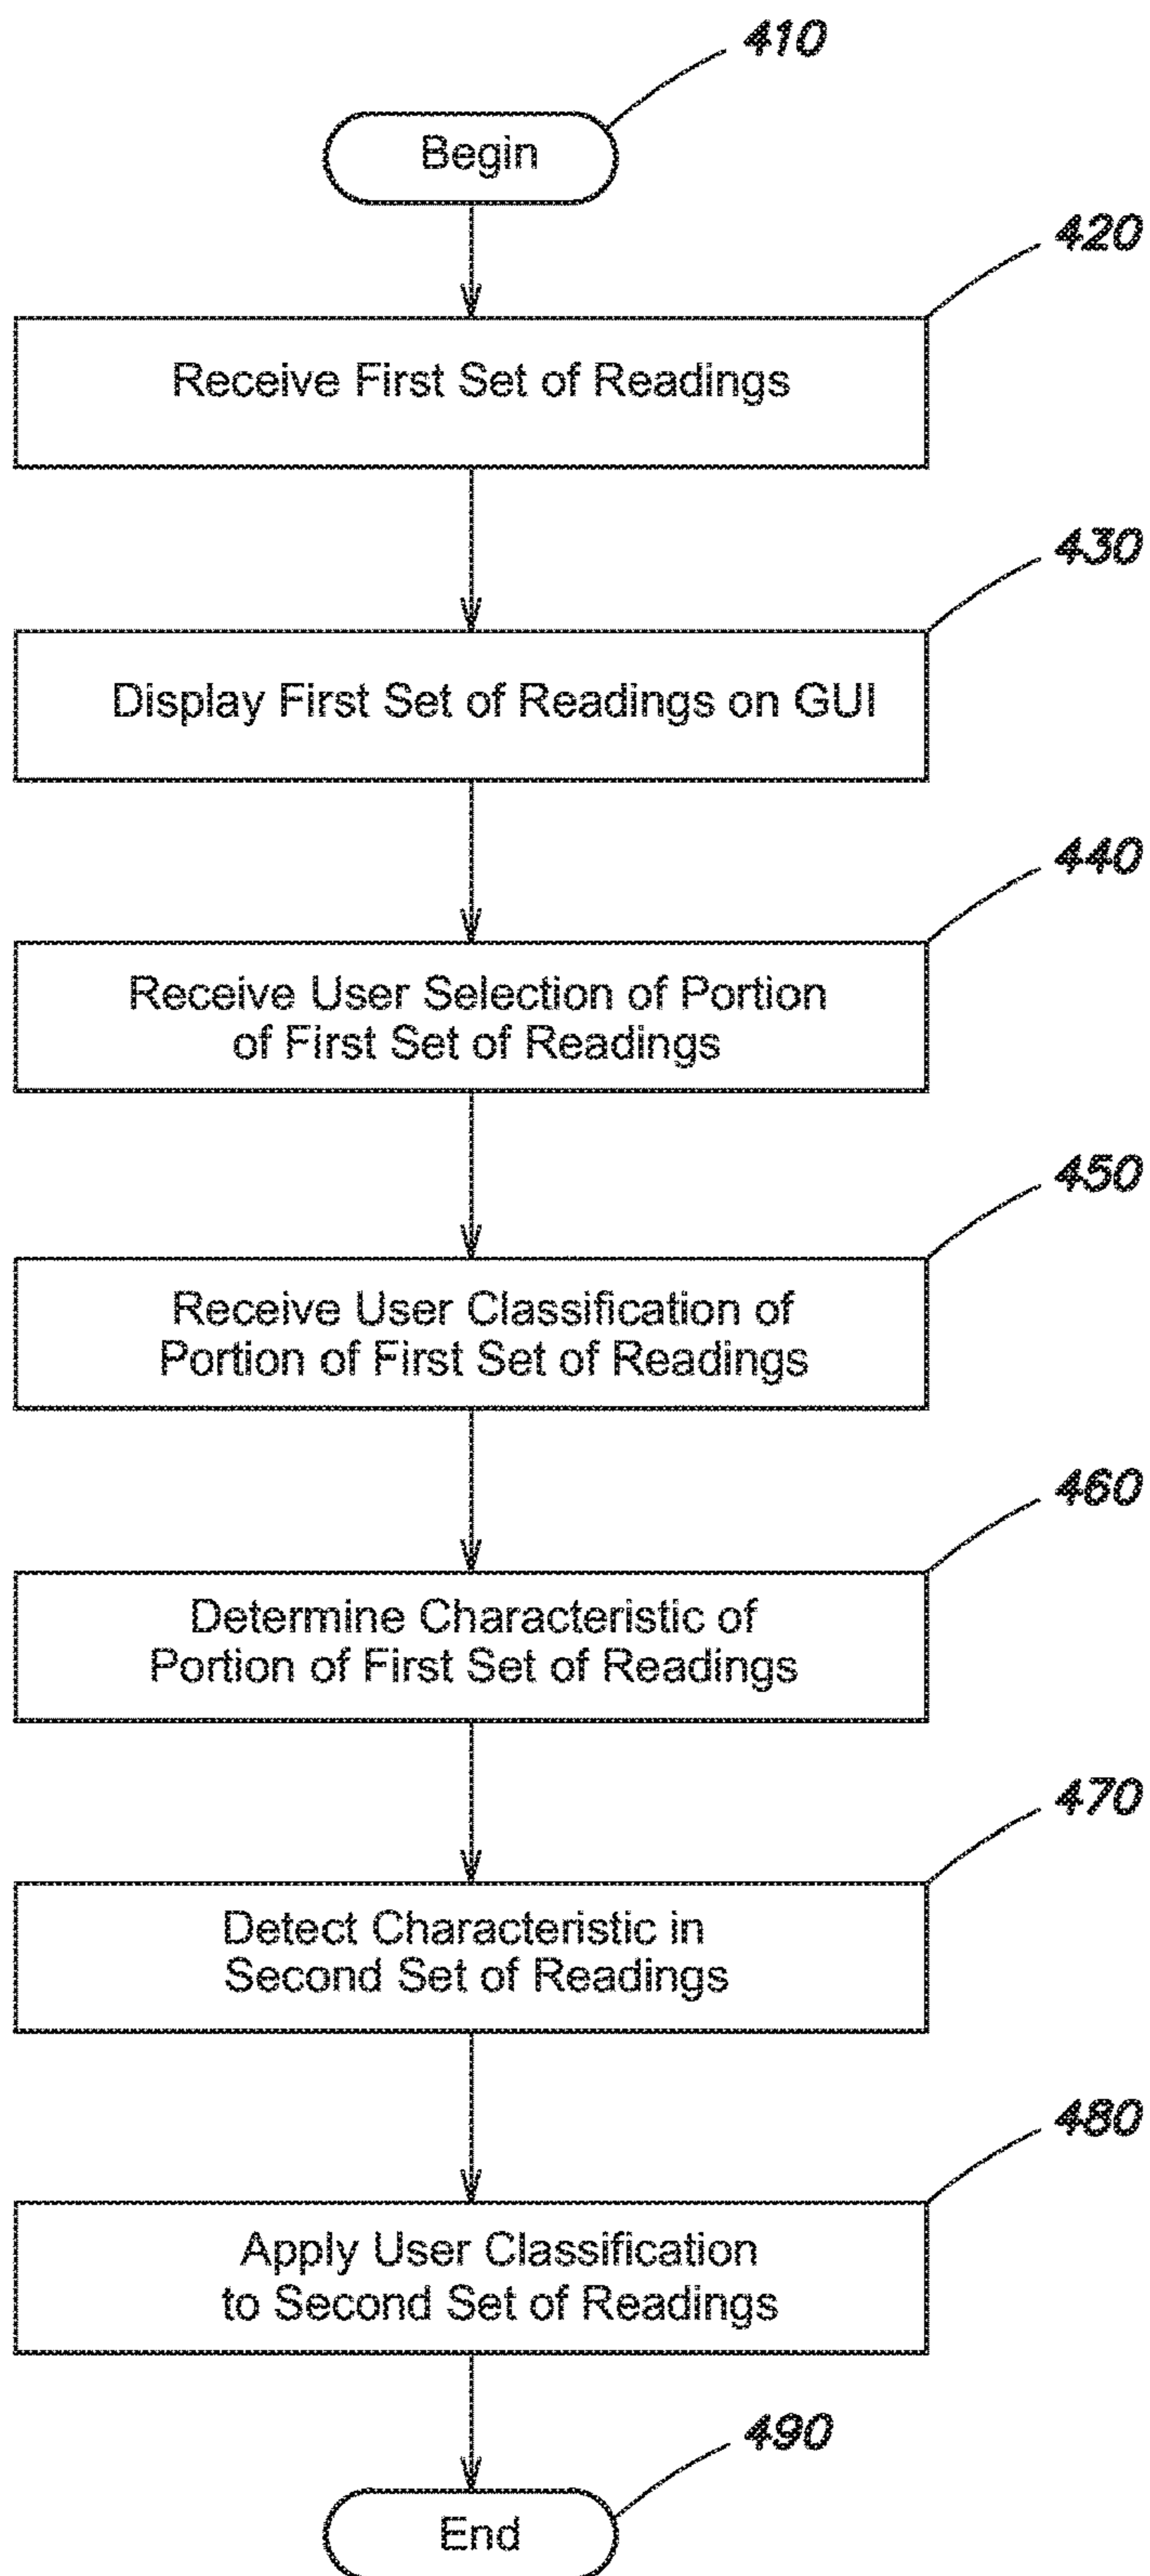 410
Begin
420
Receive First Set of Readings
430
Display First Set of Readings on GUI
440
Receive User Selection of Portion
of First Set of Readings
450
Receive User Classification of
Portion of First Set of Readings
460
Determine Characteristic of
Portion of First Set of Readings
470
Detect Characteristic in
Second Set of Readings
480
Apply User Classification
to Second Set of Readings
490
End